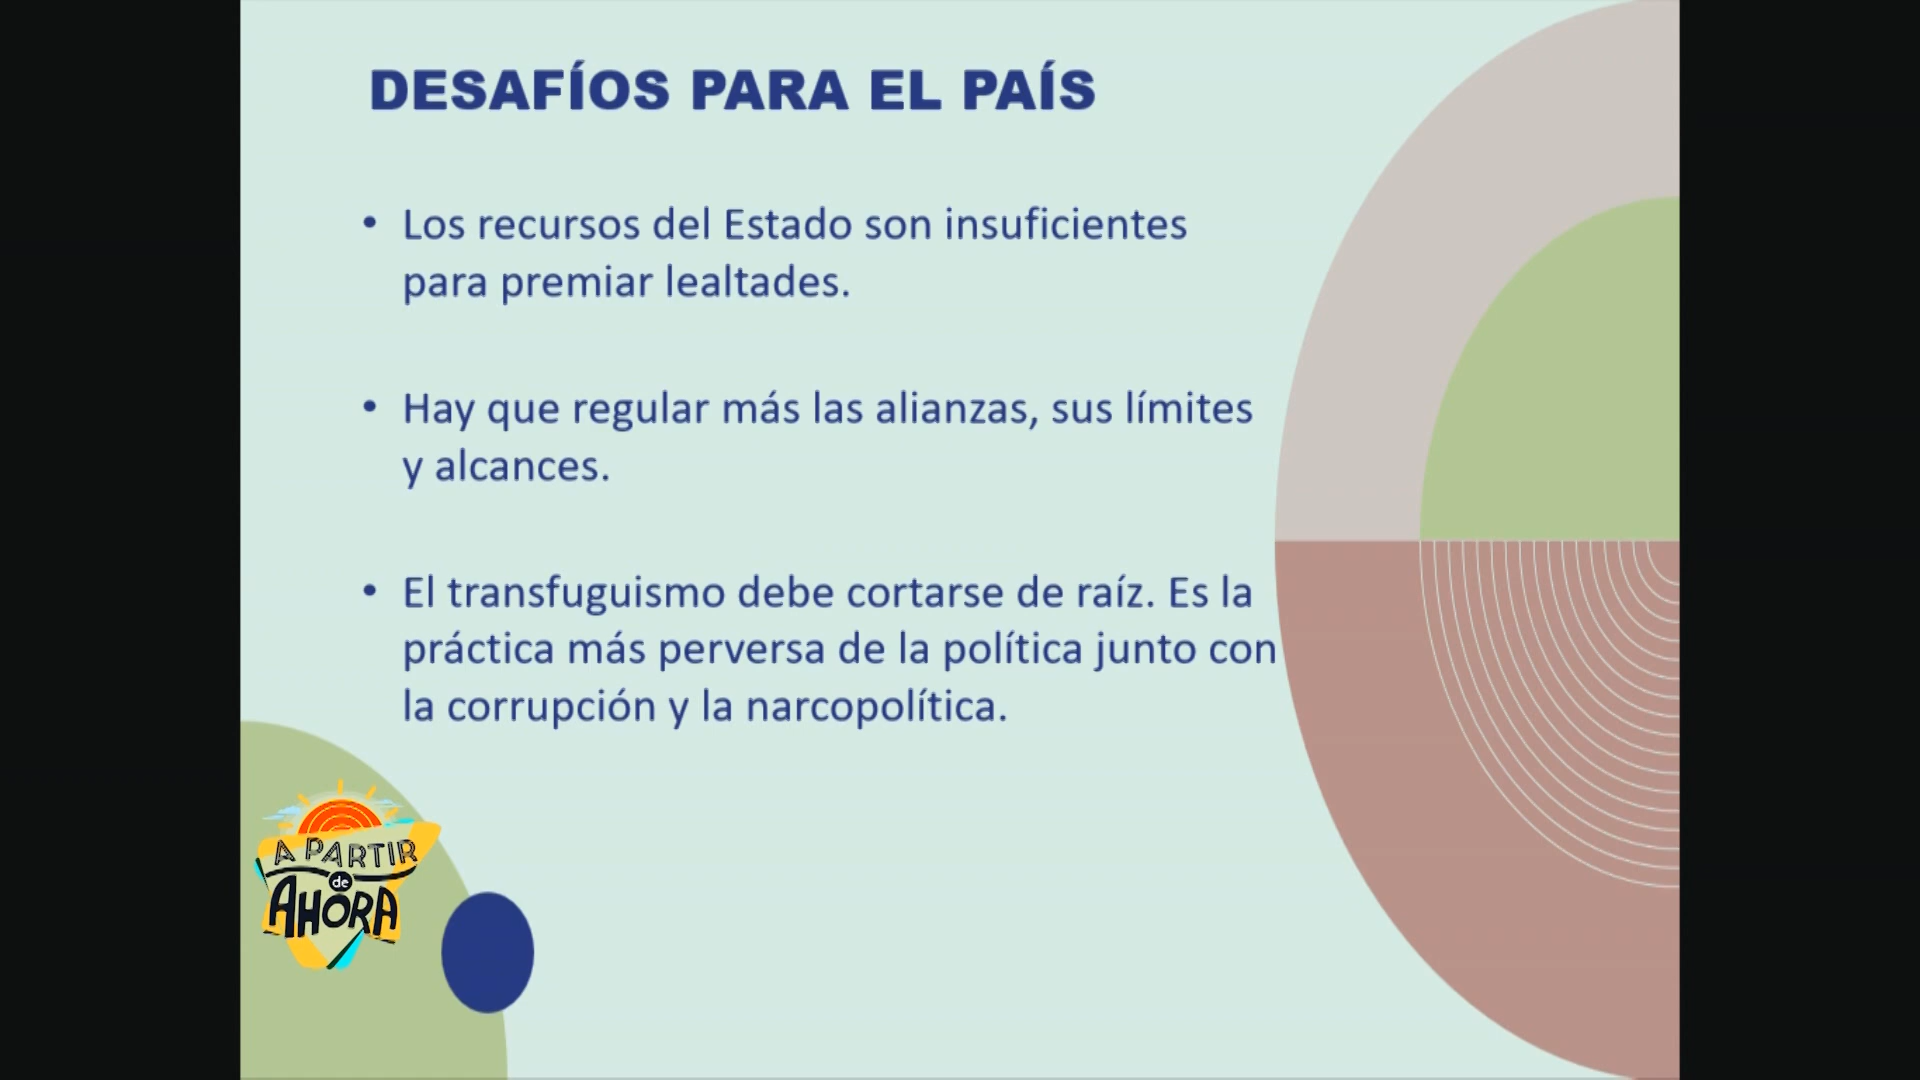 DESAFÍOS PARA EL PAÍS
• Los recursos del Estado son insuficientes
para premiar lealtades.
• Hay que regular más las alianzas, sus límites
y alcances.
• El transfuguismo debe cortarse de raíz. Es la
práctica más perversa de la política junto con
la corrupción y la narcopolítica.
A PARTIR
de
AHORA